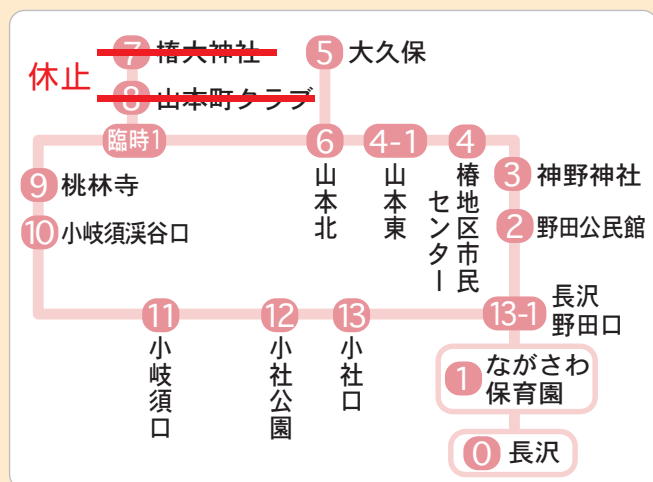 休止
7 椿大神社
8 山本町クラブ
5 大久保
臨時1
6 山本北
4-1 山本東
4 椿地区市民
センター
3 神野神社
2 野田公民館
9 桃林寺
10 小岐須渓谷口
11 小岐須口
12 小社公園
13 小社口
13-1 長沢
野田口
1 ながさわ
保育園
0 長沢